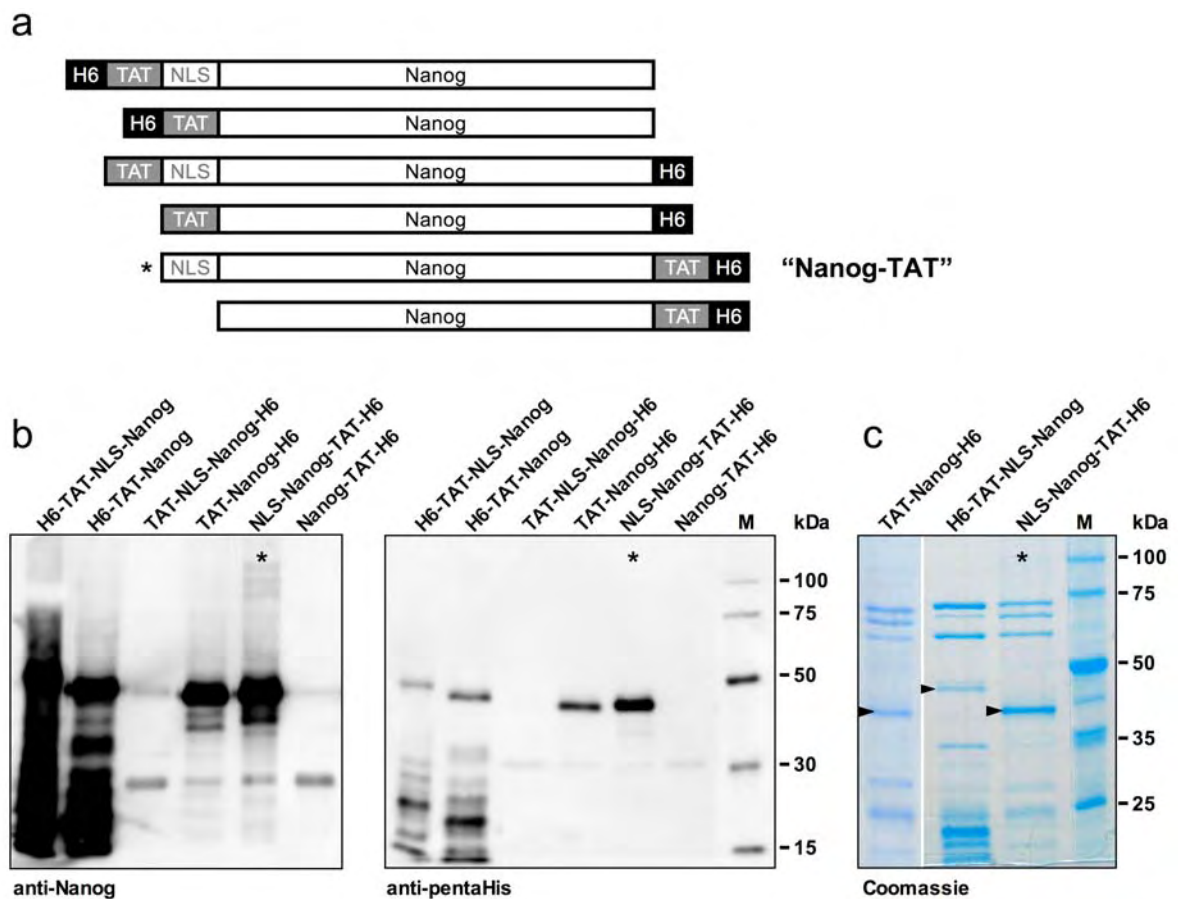 a
H6 TAT NLS Nanog
H6 TAT Nanog
TAT NLS Nanog H6
TAT Nanog H6
* NLS Nanog TAT H6 “Nanog-TAT”
Nanog TAT H6
b
H6-TAT-NLS-Nanog
H6-TAT-Nanog
TAT-NLS-Nanog-H6
TAT-Nanog-H6
NLS-Nanog-TAT-H6
Nanog-TAT-H6
*
anti-Nanog
H6-TAT-NLS-Nanog
H6-TAT-Nanog
TAT-NLS-Nanog-H6
TAT-Nanog-H6
NLS-Nanog-TAT-H6
Nanog-TAT-H6
M kDa
*
100
75
50
30
15
anti-pentaHis
c
TAT-Nanog-H6
H6-TAT-NLS-Nanog
NLS-Nanog-TAT-H6
M kDa
*
100
75
50
35
25
Coomassie